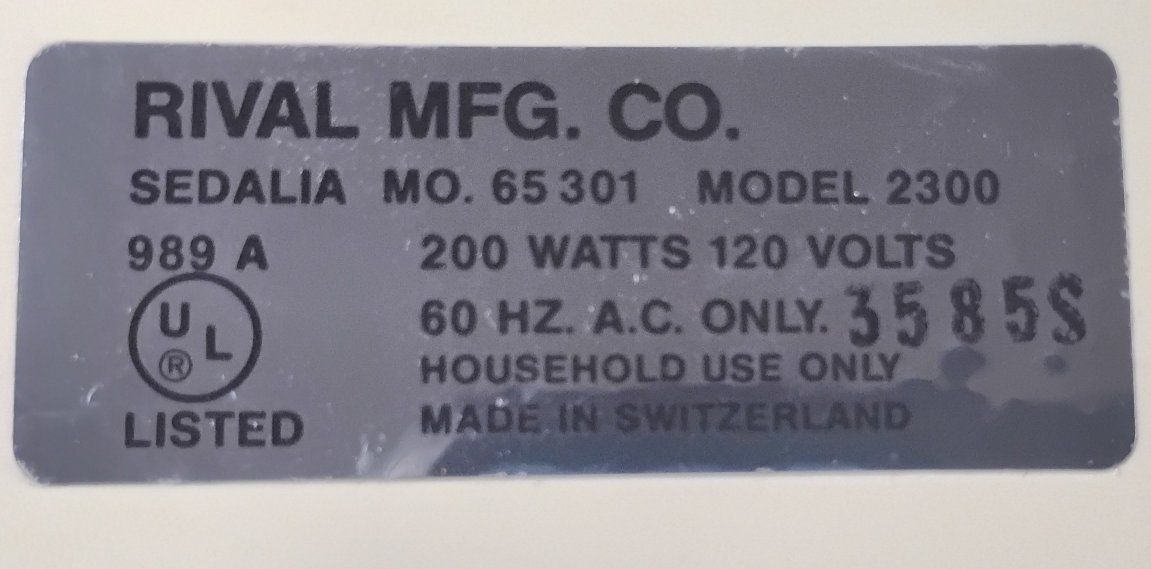 RIVAL MFG. CO.
SEDALIA MO. 65301 MODEL 2300
989 A 200 WATTS 120 VOLTS
UL® 60 HZ. A.C. ONLY. 3585S
HOUSEHOLD USE ONLY
LISTED MADE IN SWITZERLAND